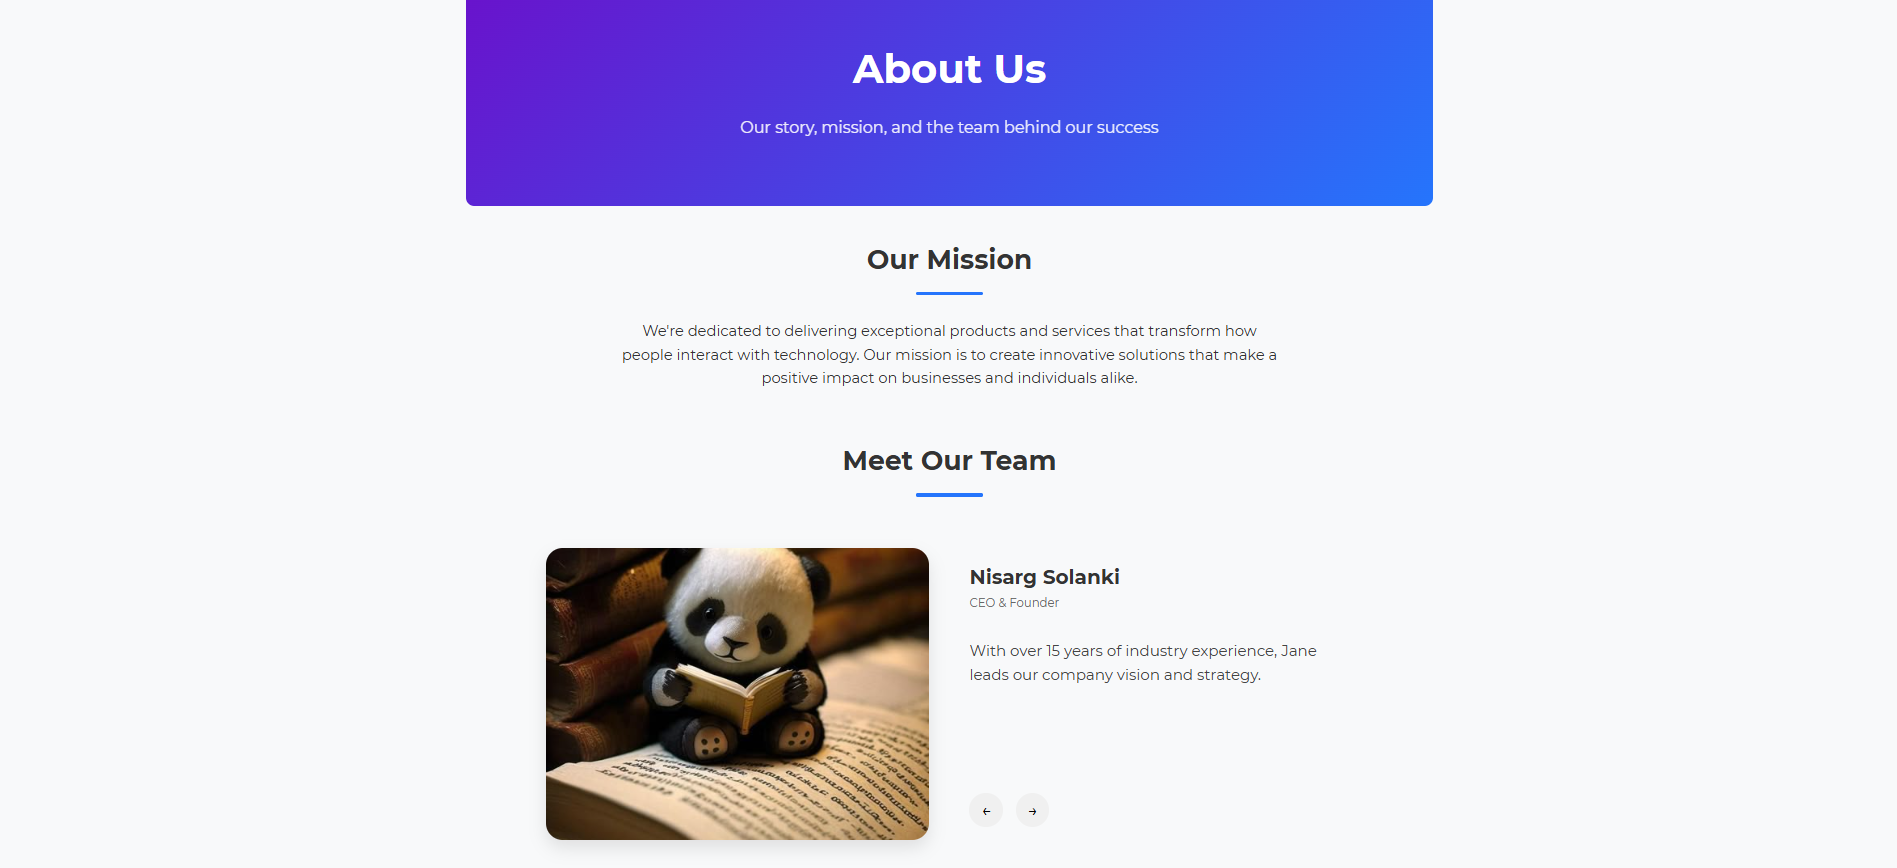 About Us
Our story, mission, and the team behind our success
Our Mission
We're dedicated to delivering exceptional products and services that transform how
people interact with technology. Our mission is to create innovative solutions that make a
positive impact on businesses and individuals alike.
Meet Our Team
Nisarg Solanki
CEO & Founder
With over 15 years of industry experience, Jane
leads our company vision and strategy.
← →